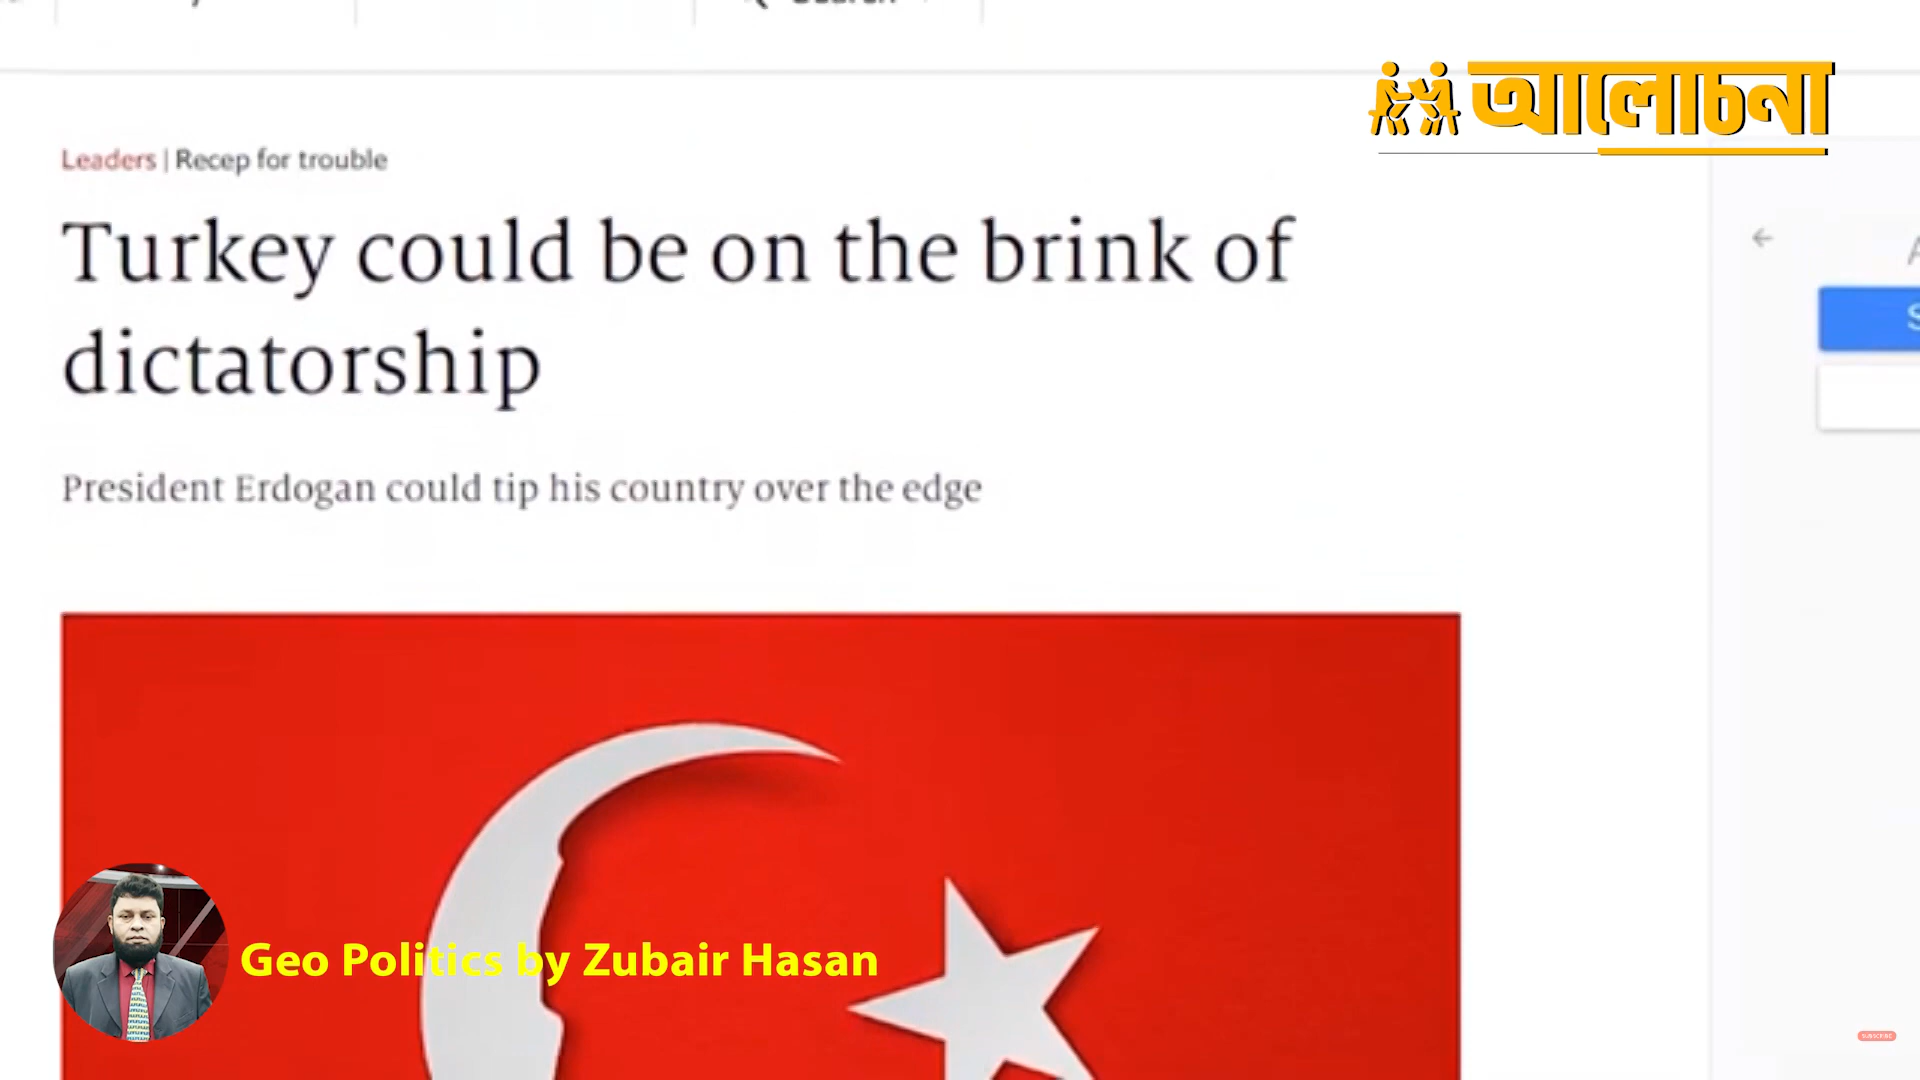 আলোচনা
Leaders | Recep for trouble
Turkey could be on the brink of
dictatorship
President Erdogan could tip his country over the edge
Geo Politics by Zubair Hasan
SUBSCRIBE